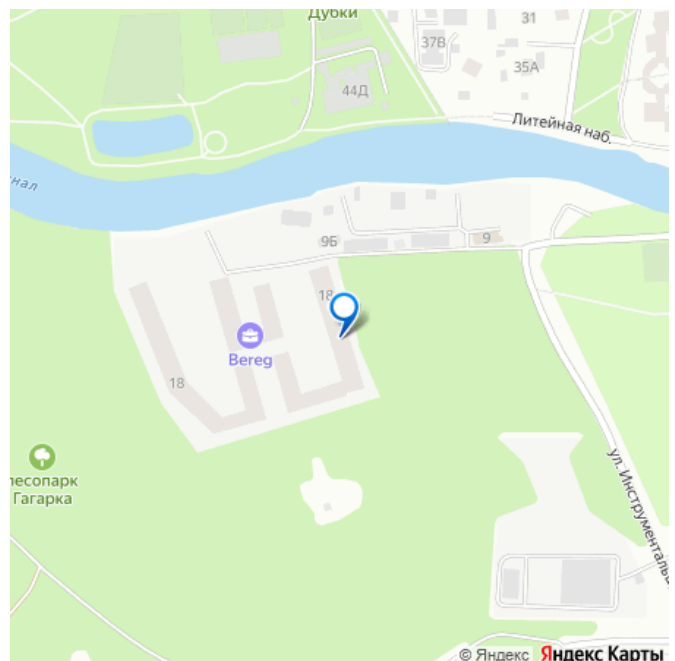 Дубки
37В
31
35А
44Д
Литейная наб.
нал
9Б
9
18
Bereg
18
лесопарк
Гагарка
ул. Инструментальн
© Яндекс Яндекс Карты